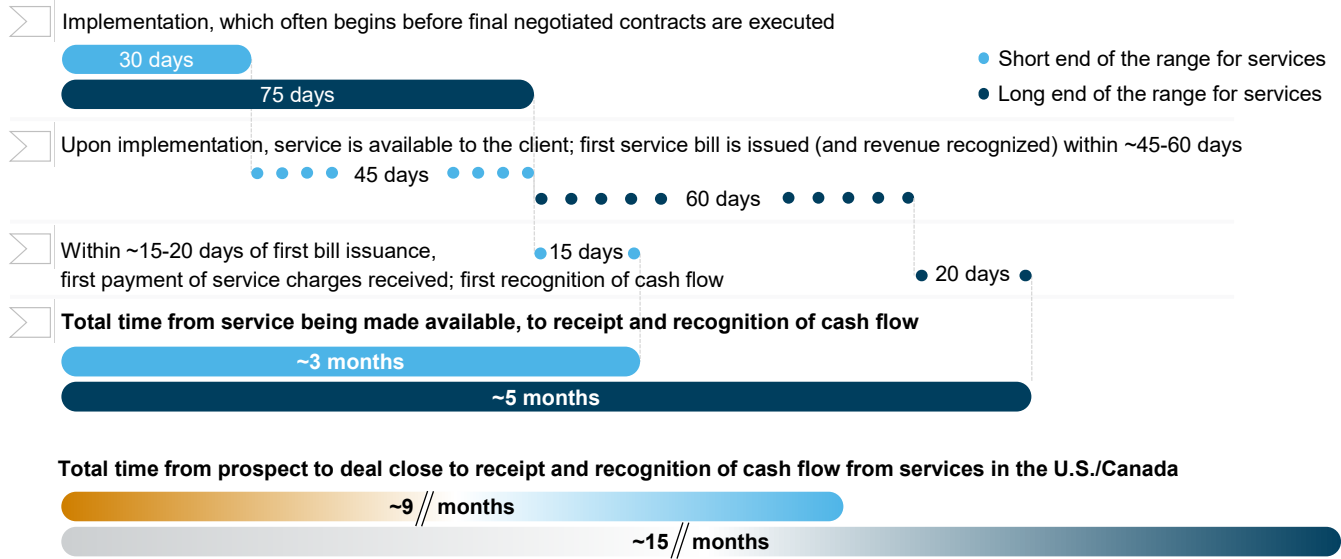 Implementation, which often begins before final negotiated contracts are executed
30 days
Short end of the range for services
75 days
Long end of the range for services
Upon implementation, service is available to the client; first service bill is issued (and revenue recognized) within ~45-60 days
45 days
60 days
Within ~15-20 days of first bill issuance,
15 days
first payment of service charges received; first recognition of cash flow
20 days
Total time from service being made available, to receipt and recognition of cash flow
~3 months
~5 months
Total time from prospect to deal close to receipt and recognition of cash flow from services in the U.S./Canada
~9 // months
~15 // months